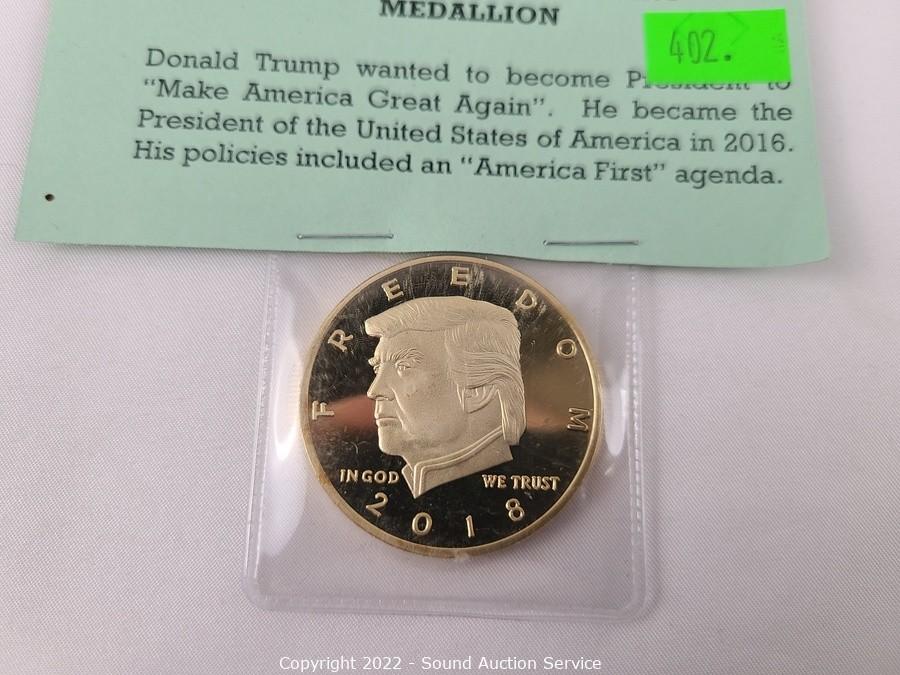 MEDALLION
402.
Donald Trump wanted to become President to
"Make America Great Again". He became the
President of the United States of America in 2016.
His policies included an "America First" agenda.
FREEDOM
IN GOD WE TRUST
2018
Copyright 2022 - Sound Auction Service